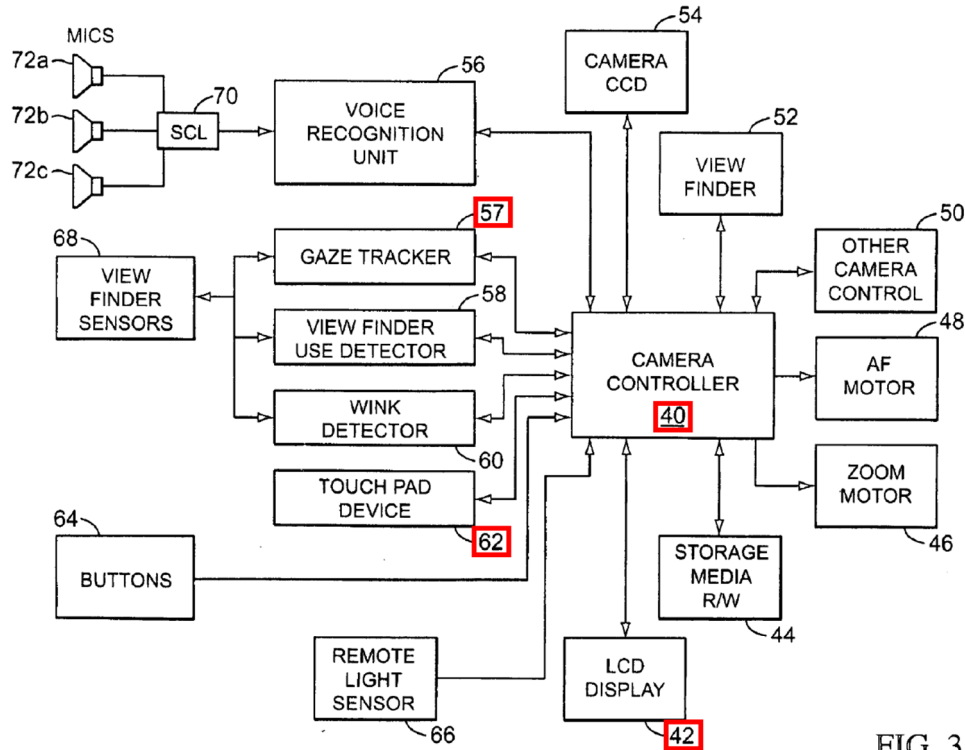 MICS
72a
72b
72c
70
SCL
56
VOICE
RECOGNITION
UNIT
54
CAMERA
CCD
52
VIEW
FINDER
57
GAZE TRACKER
68
VIEW
FINDER
SENSORS
58
VIEW FINDER
USE DETECTOR
WINK
DETECTOR
60
TOUCH PAD
DEVICE
62
64
BUTTONS
REMOTE
LIGHT
SENSOR
66
CAMERA
CONTROLLER
40
50
OTHER
CAMERA
CONTROL
48
AF
MOTOR
ZOOM
MOTOR
46
STORAGE
MEDIA
R/W
44
LCD
DISPLAY
42
FIG. 3